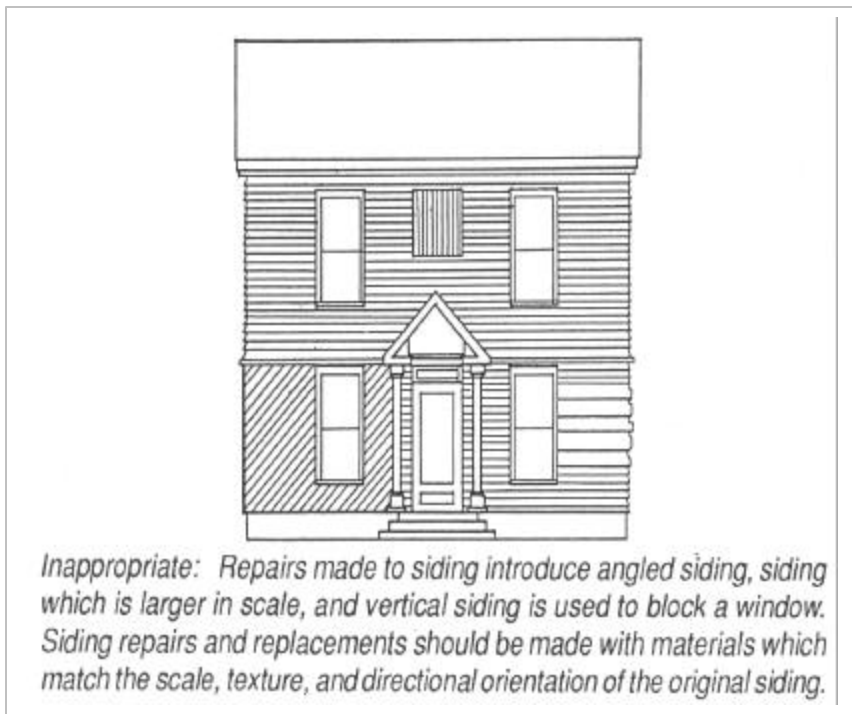 Inappropriate: Repairs made to siding introduce angled siding, siding
which is larger in scale, and vertical siding is used to block a window.
Siding repairs and replacements should be made with materials which
match the scale, texture, and directional orientation of the original siding.